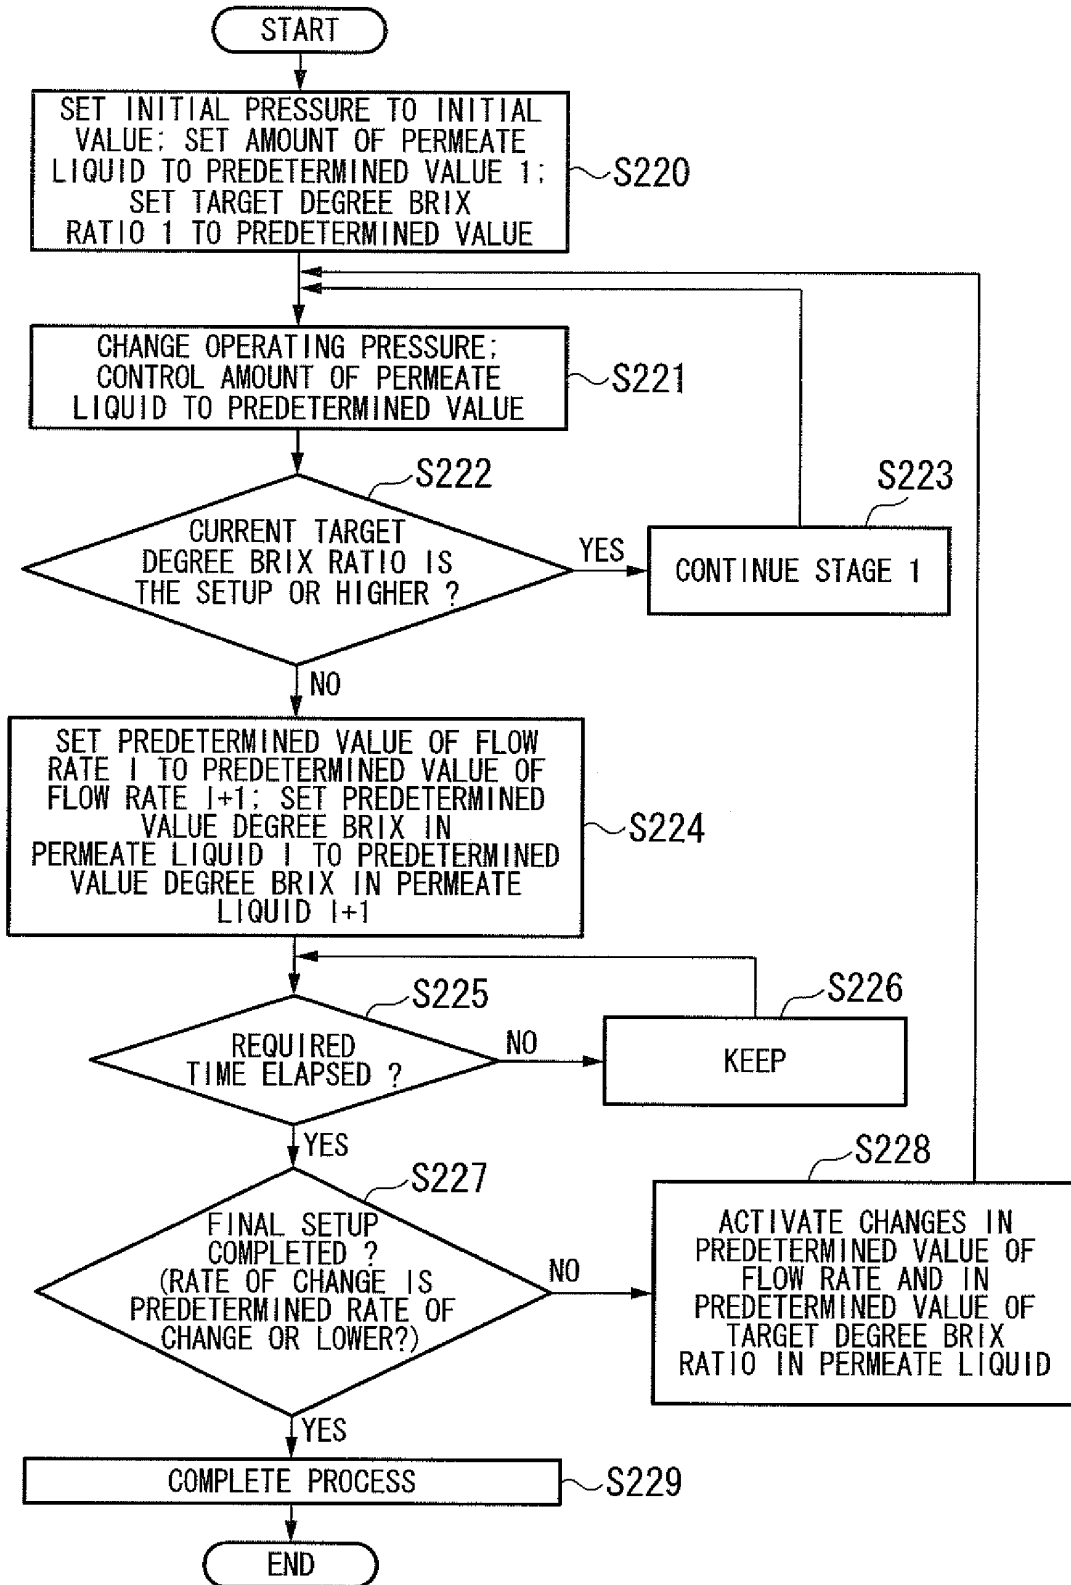 START
SET INITIAL PRESSURE TO INITIAL
VALUE; SET AMOUNT OF PERMEATE
LIQUID TO PREDETERMINED VALUE 1;
SET TARGET DEGREE BRIX
RATIO 1 TO PREDETERMINED VALUE
S220
CHANGE OPERATING PRESSURE;
CONTROL AMOUNT OF PERMEATE
LIQUID TO PREDETERMINED VALUE
S221
S222
CURRENT TARGET
DEGREE BRIX RATIO IS
THE SETUP OR HIGHER ?
YES
S223
CONTINUE STAGE 1
NO
SET PREDETERMINED VALUE OF FLOW
RATE I TO PREDETERMINED VALUE OF
FLOW RATE I+1; SET PREDETERMINED
VALUE DEGREE BRIX IN
PERMEATE LIQUID I TO PREDETERMINED
VALUE DEGREE BRIX IN PERMEATE
LIQUID I+1
S224
S225
REQUIRED
TIME ELAPSED ?
NO
S226
KEEP
YES
S227
FINAL SETUP
COMPLETED ?
(RATE OF CHANGE IS
PREDETERMINED RATE OF
CHANGE OR LOWER?)
NO
S228
ACTIVATE CHANGES IN
PREDETERMINED VALUE OF
FLOW RATE AND IN
PREDETERMINED VALUE OF
TARGET DEGREE BRIX
RATIO IN PERMEATE LIQUID
YES
COMPLETE PROCESS
S229
END